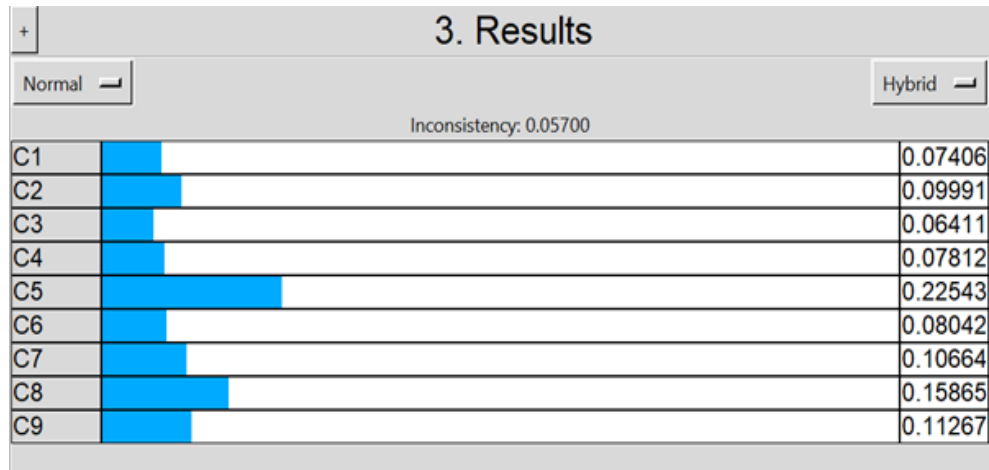 + 3. Results
Normal Hybrid
Inconsistency: 0.05700
C1 0.07406
C2 0.09991
C3 0.06411
C4 0.07812
C5 0.22543
C6 0.08042
C7 0.10664
C8 0.15865
C9 0.11267